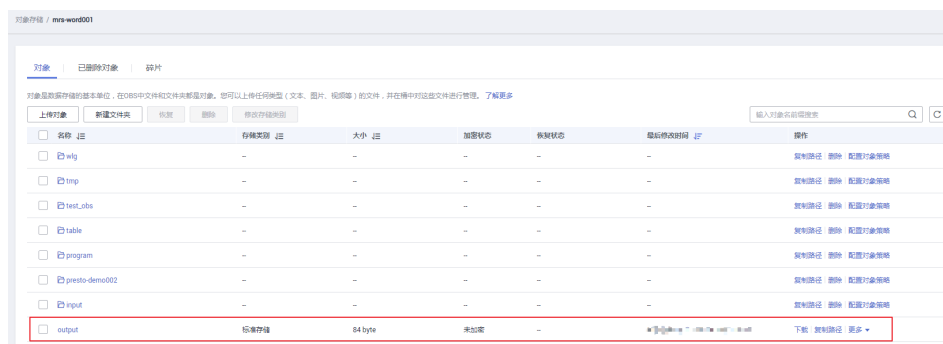 对象存储 / mrs-word001
对象 已删除对象 碎片
对象是数据存储的基本单位，在OBS中文件和文件夹都是对象。您可以上传任何类型（文本、图片、视频等）的文件，并在桶中对这些文件进行管理。 了解更多
上传对象 新建文件夹 恢复 删除 修改存储类别 输入对象名前缀搜索
名称 存储类别 大小 加密状态 恢复状态 最后修改时间 操作
wlg -- -- -- -- -- 复制路径 删除 配置对象策略
tmp -- -- -- -- -- 复制路径 删除 配置对象策略
test_obs -- -- -- -- -- 复制路径 删除 配置对象策略
table -- -- -- -- -- 复制路径 删除 配置对象策略
program -- -- -- -- -- 复制路径 删除 配置对象策略
presto-demo002 -- -- -- -- -- 复制路径 删除 配置对象策略
input -- -- -- -- -- 复制路径 删除 配置对象策略
output 标准存储 84 byte 未加密 -- 下载 复制路径 更多